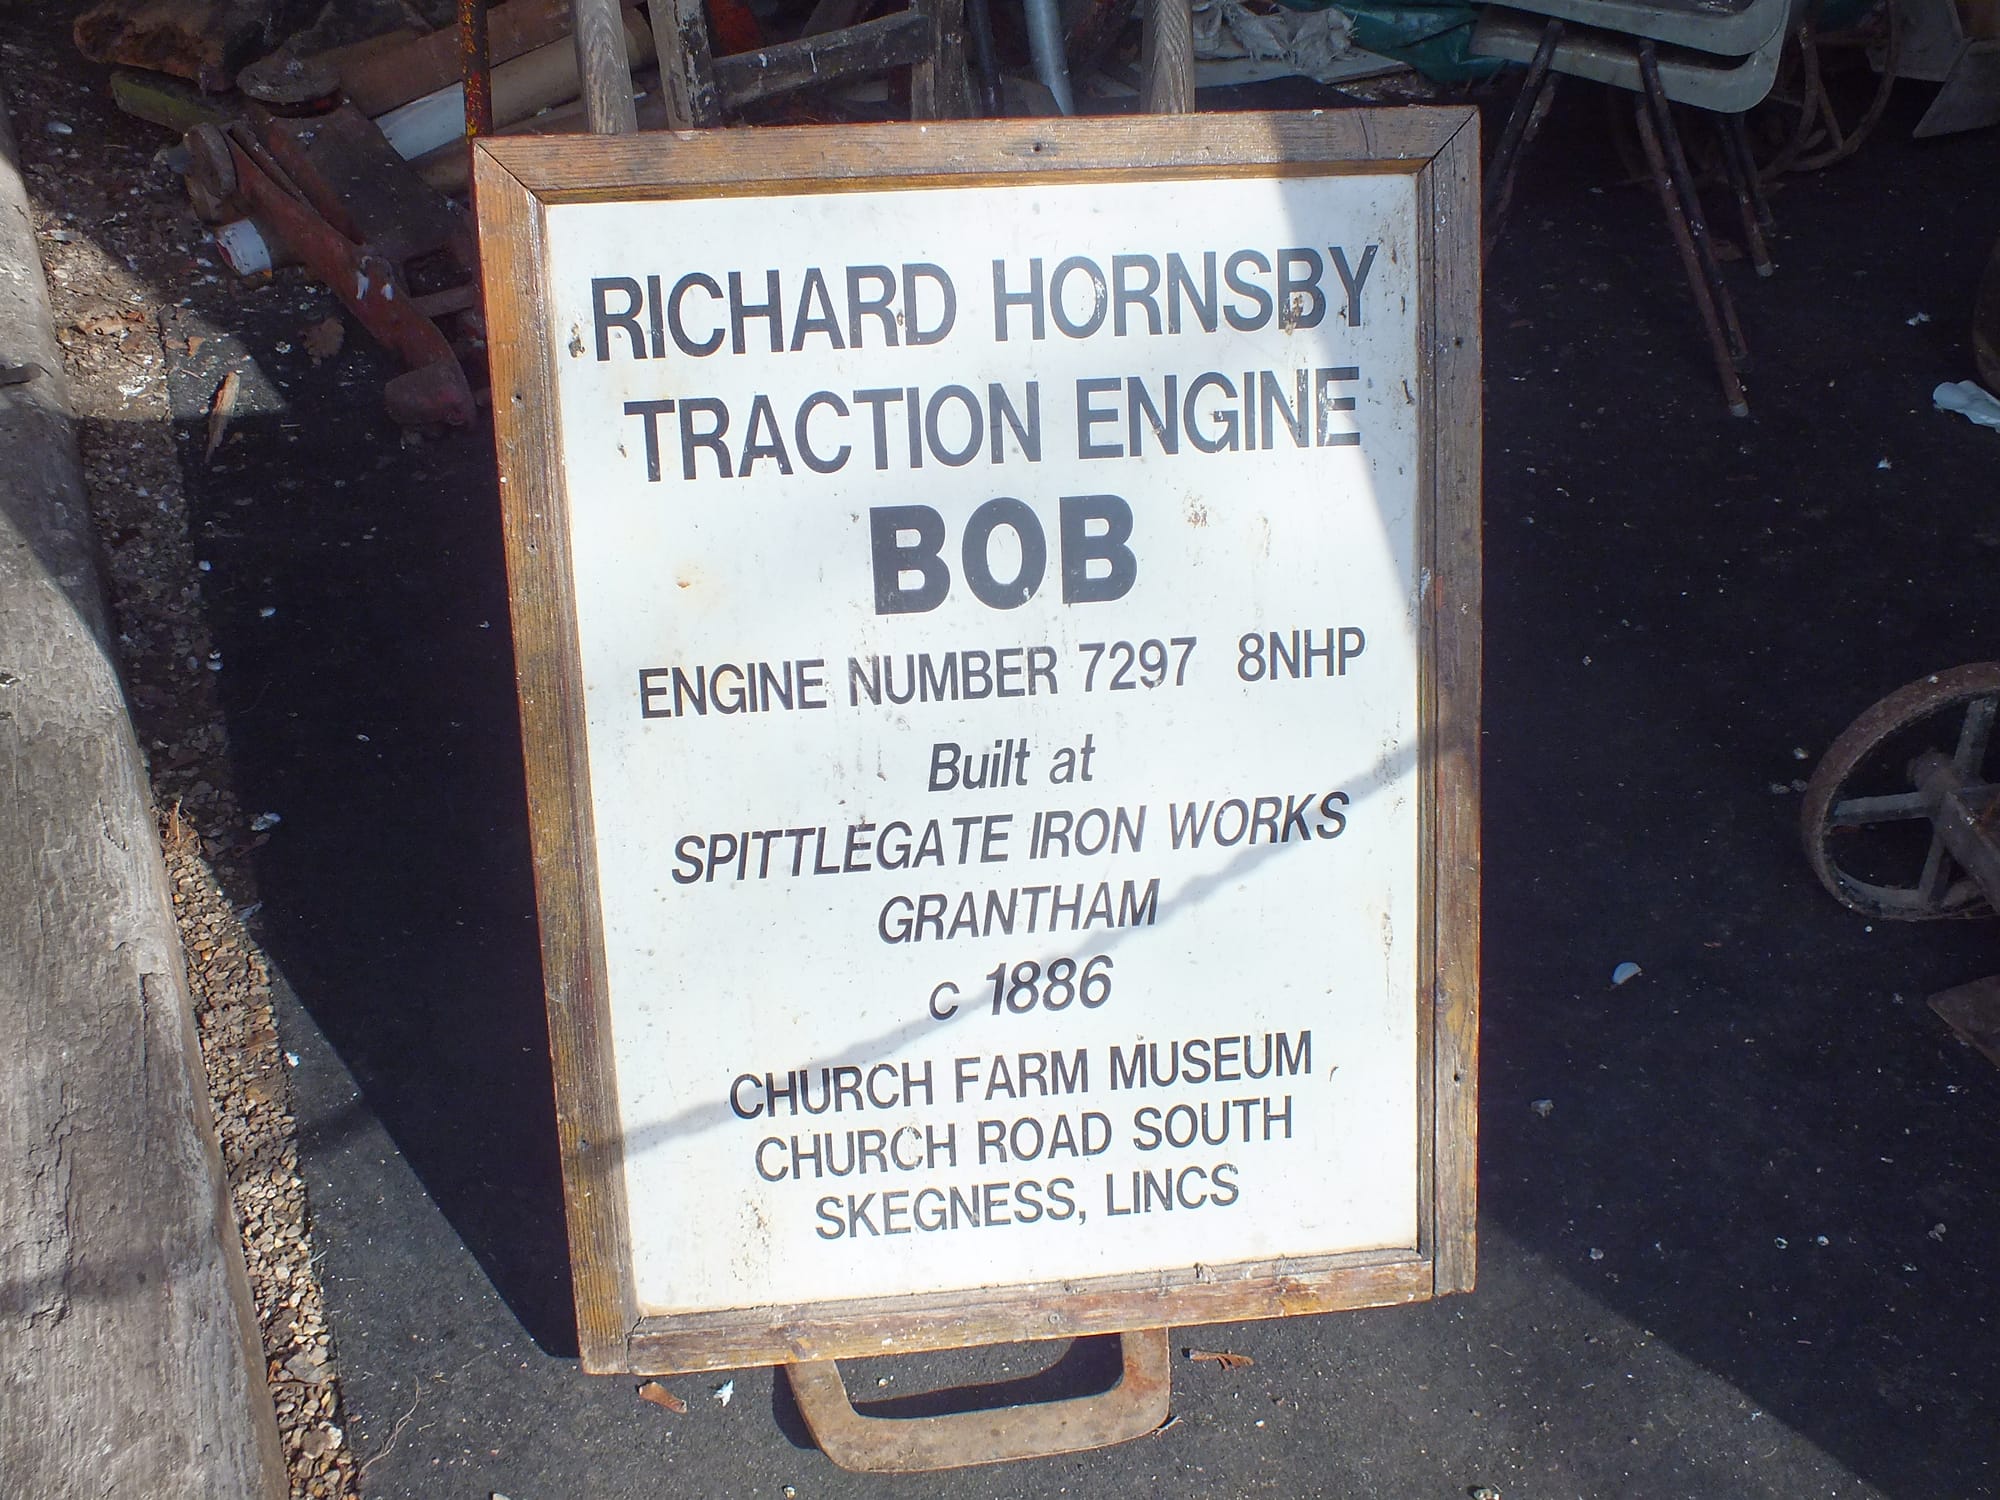 RICHARD HORNSBY
TRACTION ENGINE
BOB
ENGINE NUMBER 7297 8NHP
Built at
SPITTLEGATE IRON WORKS
GRANTHAM
c 1886
CHURCH FARM MUSEUM
CHURCH ROAD SOUTH
SKEGNESS, LINCS